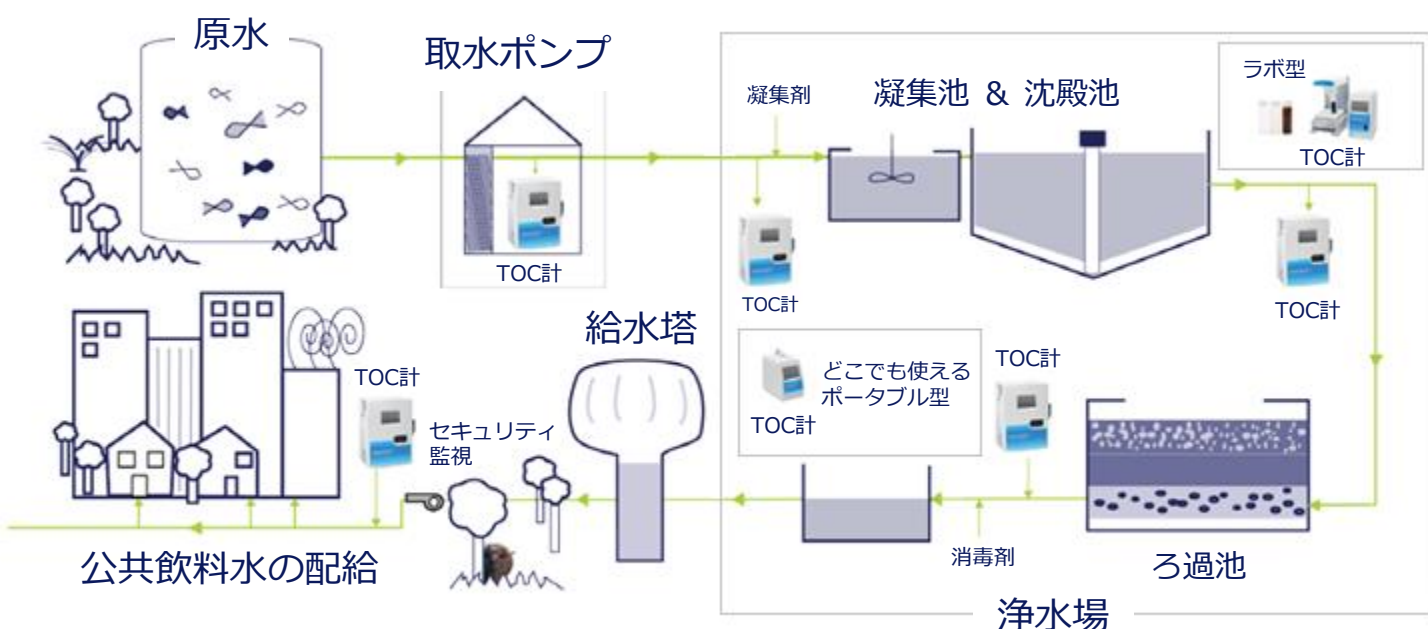 原水
取水ポンプ
TOC計
凝集剤
凝集池 & 沈殿池
ラボ型
TOC計
TOC計
TOC計
給水塔
どこでも使える
ポータブル型
TOC計
TOC計
TOC計
セキュリティ
監視
公共飲料水の配給
消毒剤
ろ過池
浄水場